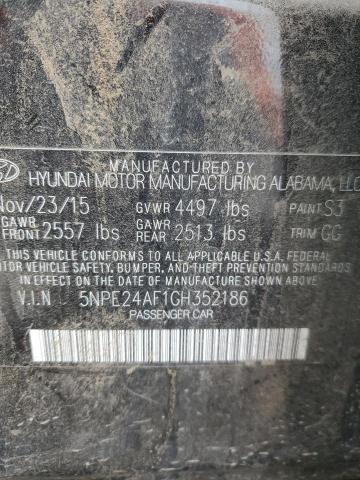 MANUFACTURED BY
HYUNDAI MOTOR MANUFACTURING ALABAMA, LLC
Nov/23/15 GVWR 4497 lbs PAINT S3
GAWR FRONT 2557 lbs GAWR REAR 2513 lbs TRIM GG
THIS VEHICLE CONFORMS TO ALL APPLICABLE U.S.A. FEDERAL
MOTOR VEHICLE SAFETY, BUMPER, AND THEFT PREVENTION STANDARDS
IN EFFECT ON THE DATE OF MANUFACTURE SHOWN ABOVE.
V.I.N 5NPE24AF1GH352186
PASSENGER CAR